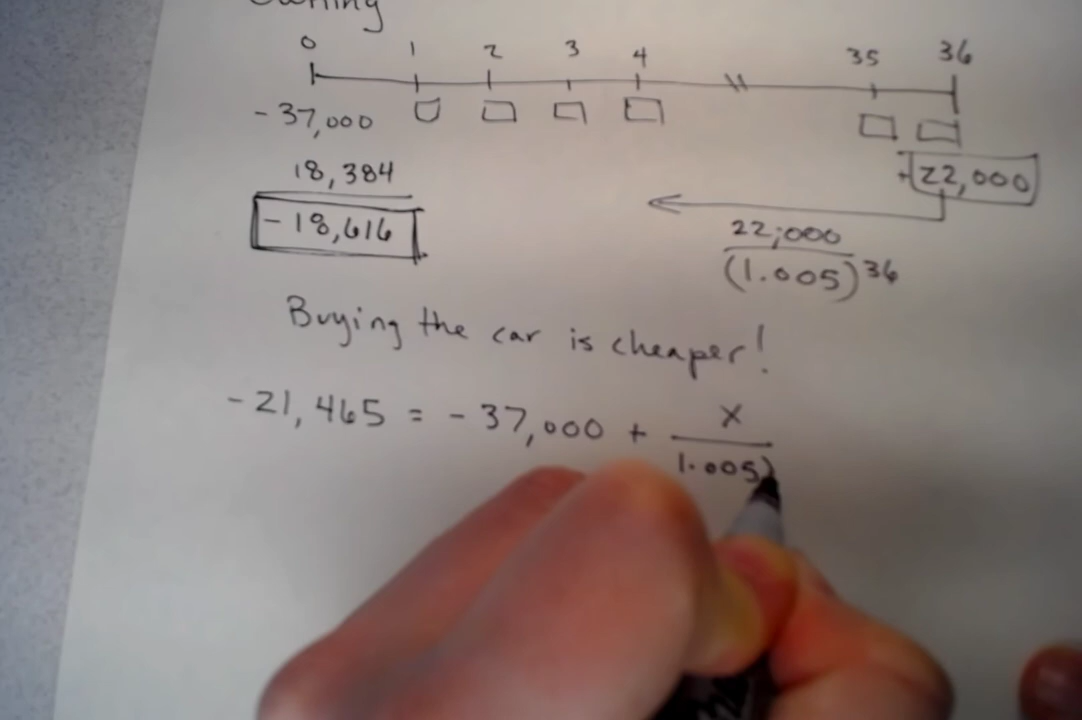 0 1 2 3 4 35 36
- 37,000
18,384
+22,000
- 18,616
22,000
(1.005)36
Buying the car is cheaper!
-21,465 = - 37,000 + X
1.005)